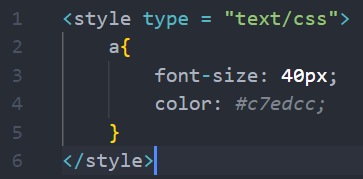 1 <style type = "text/css">
2 a{
3 font-size: 40px;
4 color: #c7edcc;
5 }
6 </style>